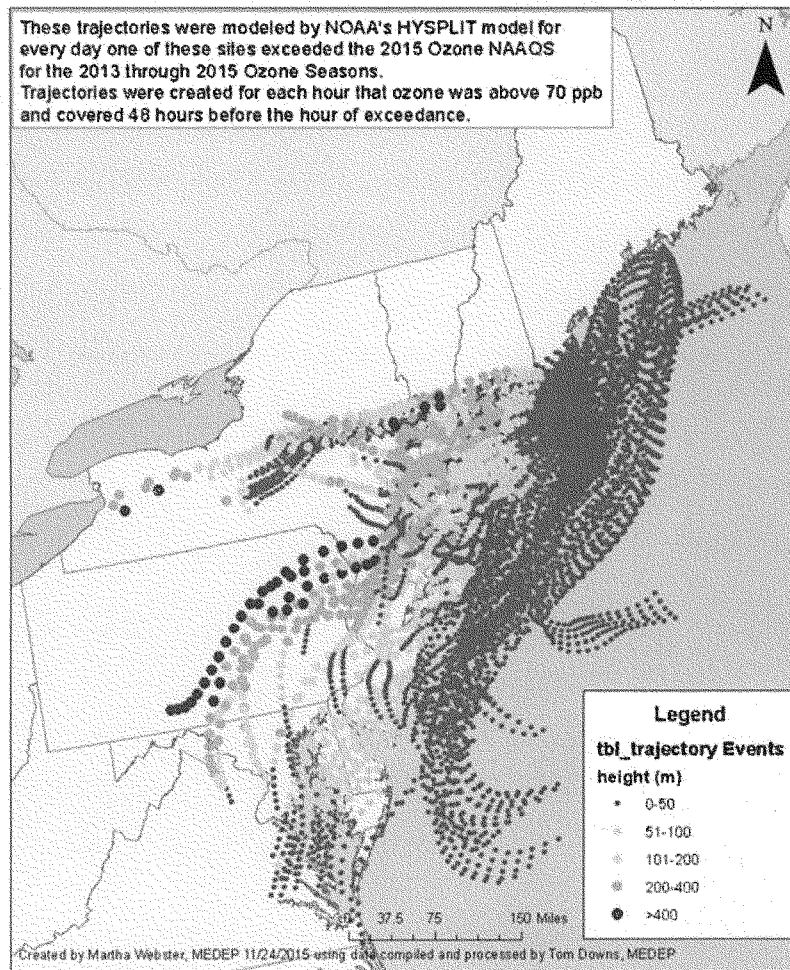 These trajectories were modeled by NOAA's HYSPLIT model for
every day one of these sites exceeded the 2015 Ozone NAAQS
for the 2013 through 2015 Ozone Seasons.
Trajectories were created for each hour that ozone was above 70 ppb
and covered 48 hours before the hour of exceedance.
N
Legend
tbl_trajectory Events
height (m)
0-50
51-100
101-200
200-400
>400
0 37.5 75 150 Miles
Created by Martha Webster, MEDEP 11/24/2015 using data compiled and processed by Tom Downs, MEDEP